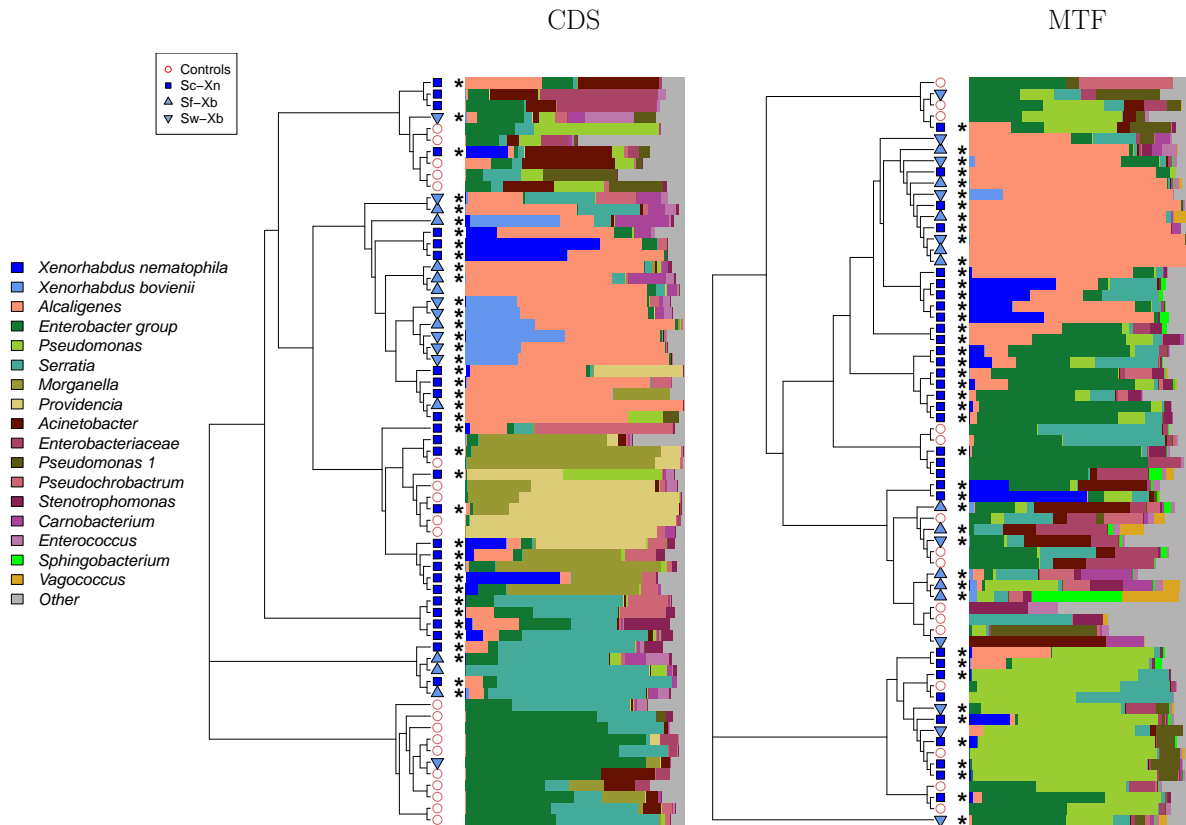 CDS
MTF
Controls
Sc−Xn
Sf−Xb
Sw−Xb
Xenorhabdus nematophila
Xenorhabdus bovienii
Alcaligenes
Enterobacter group
Pseudomonas
Serratia
Morganella
Providencia
Acinetobacter
Enterobacteriaceae
Pseudomonas 1
Pseudochrobactrum
Stenotrophomonas
Carnobacterium
Enterococcus
Sphingobacterium
Vagococcus
Other